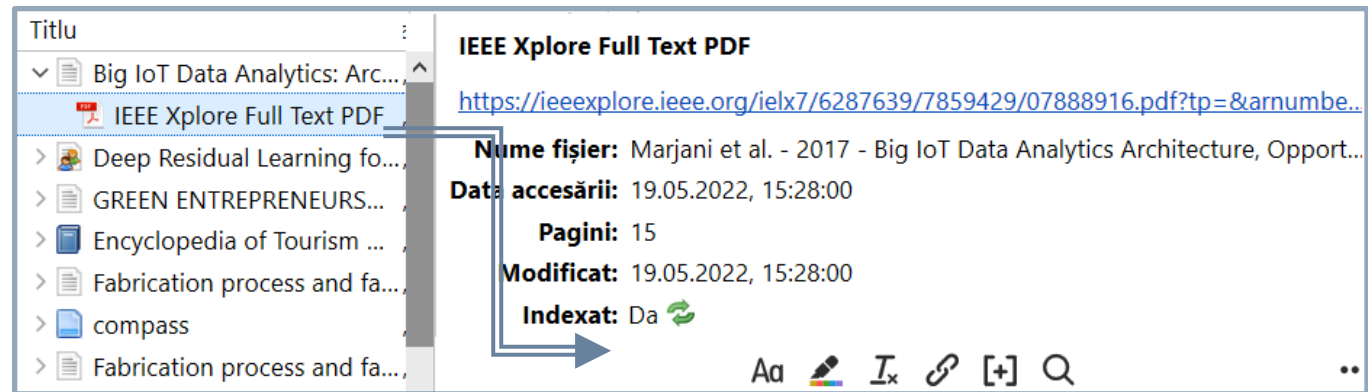 Titlu
Big IoT Data Analytics: Arc...
IEEE Xplore Full Text PDF
Deep Residual Learning fo...
GREEN ENTREPRENEURS...
Encyclopedia of Tourism ...
Fabrication process and fa...
compass
Fabrication process and fa...
IEEE Xplore Full Text PDF
https://ieeexplore.ieee.org/ielx7/6287639/7859429/07888916.pdf?tp=&arnumbe...
Nume fișier: Marjani et al. - 2017 - Big IoT Data Analytics Architecture, Opport...
Data accesării: 19.05.2022, 15:28:00
Pagini: 15
Modificat: 19.05.2022, 15:28:00
Indexat: Da